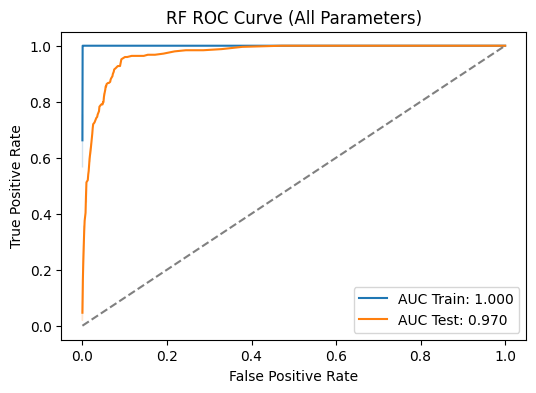 RF ROC Curve (All Parameters)
True Positive Rate
1.0
0.8
0.6
0.4
0.2
0.0
AUC Train: 1.000
AUC Test: 0.970
0.0 0.2 0.4 0.6 0.8 1.0
False Positive Rate